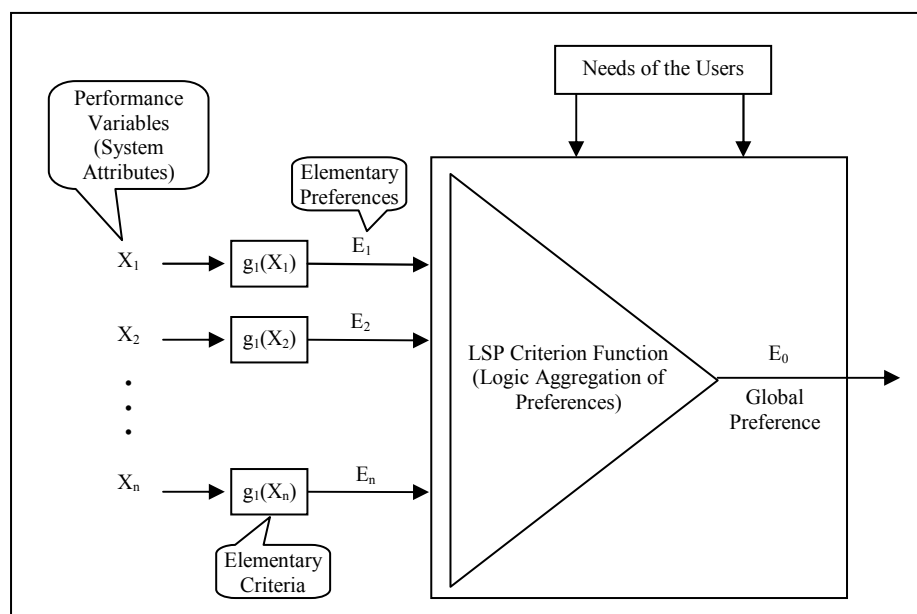 Needs of the Users
Performance
Variables
(System
Attributes)
Elementary
Preferences
X₁
g₁(X₁)
E₁
X₂
g₁(X₂)
E₂
LSP Criterion Function
(Logic Aggregation of
Preferences)
E₀
Global
Preference
Xₙ
g₁(Xₙ)
Eₙ
Elementary
Criteria